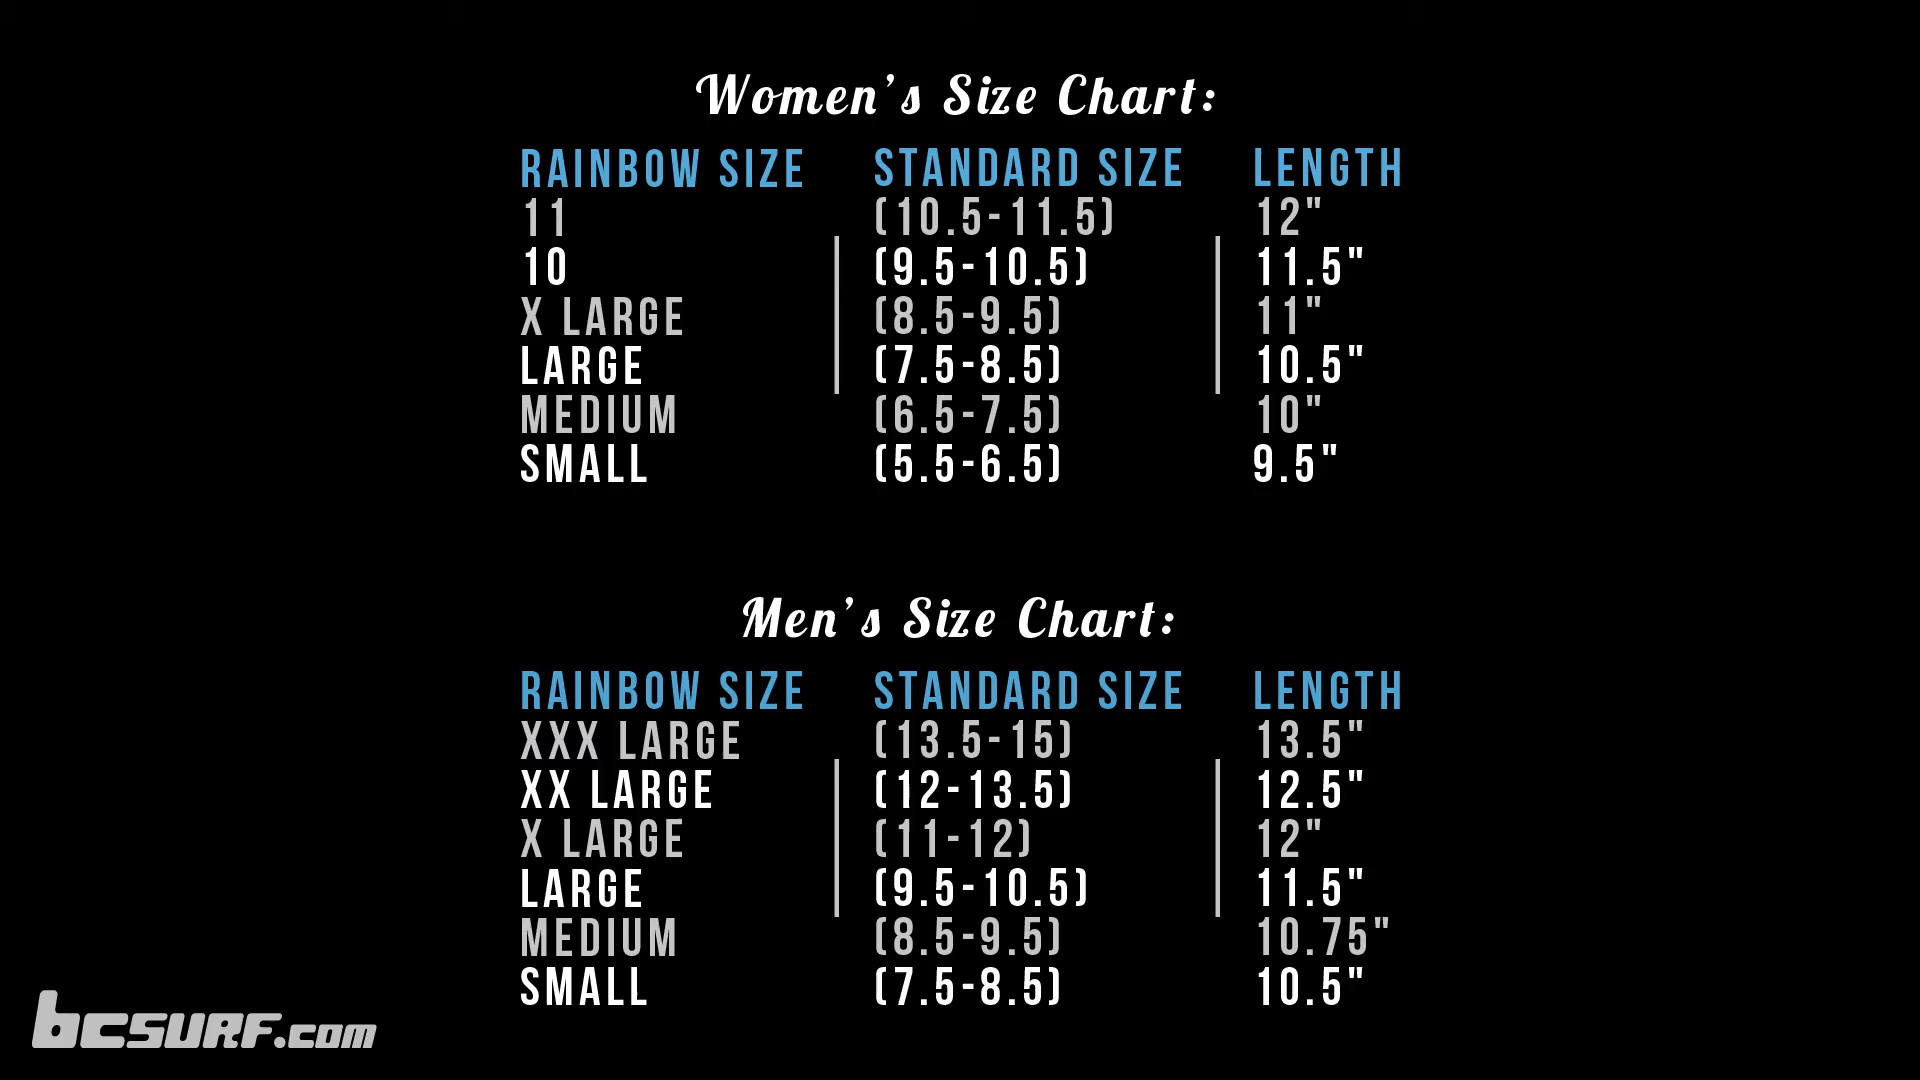 Women's Size Chart:
RAINBOW SIZE STANDARD SIZE LENGTH
11 (10.5-11.5) 12"
10 (9.5-10.5) 11.5"
X LARGE (8.5-9.5) 11"
LARGE (7.5-8.5) 10.5"
MEDIUM (6.5-7.5) 10"
SMALL (5.5-6.5) 9.5"
Men's Size Chart:
RAINBOW SIZE STANDARD SIZE LENGTH
XXX LARGE (13.5-15) 13.5"
XX LARGE (12-13.5) 12.5"
X LARGE (11-12) 12"
LARGE (9.5-10.5) 11.5"
MEDIUM (8.5-9.5) 10.75"
SMALL (7.5-8.5) 10.5"
bcsurf.com